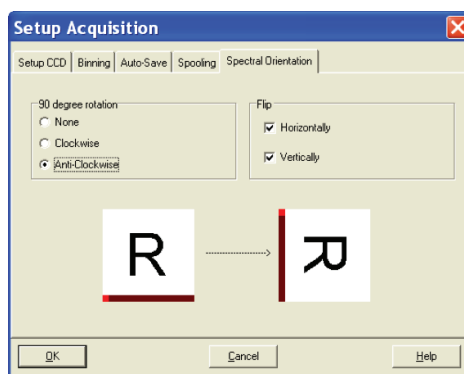 Setup Acquisition
Setup CCD Binning Auto-Save Spooling Spectral Orientation
90 degree rotation
None
Clockwise
Anti-Clockwise
Flip
Horizontally
Vertically
R R
OK Cancel Help